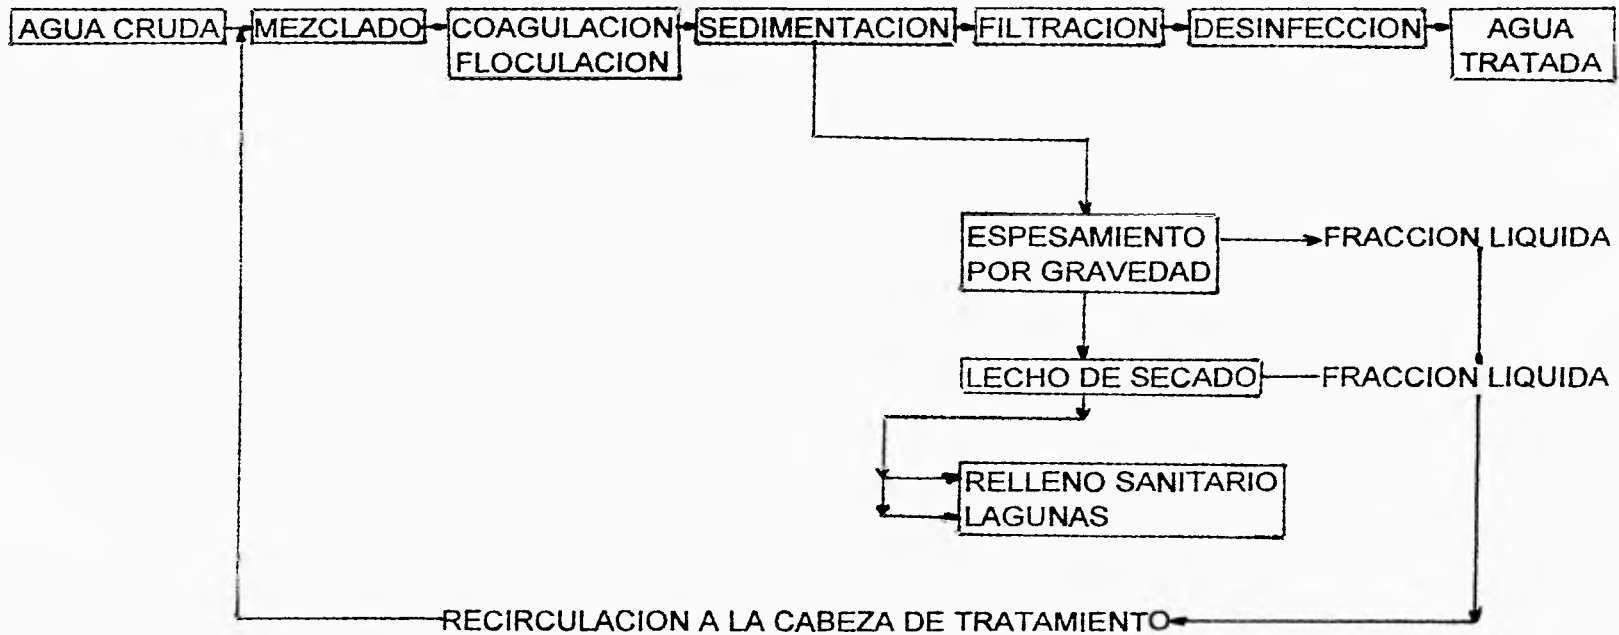 AGUA CRUDA
MEZCLADO
COAGULACION
FLOCULACION
SEDIMENTACION
FILTRACION
DESINFECCION
AGUA
TRATADA
ESPESAMIENTO
POR GRAVEDAD
FRACCION LIQUIDA
LECHO DE SECADO
FRACCION LIQUIDA
RELLENO SANITARIO
LAGUNAS
RECIRCULACION A LA CABEZA DE TRATAMIENTO